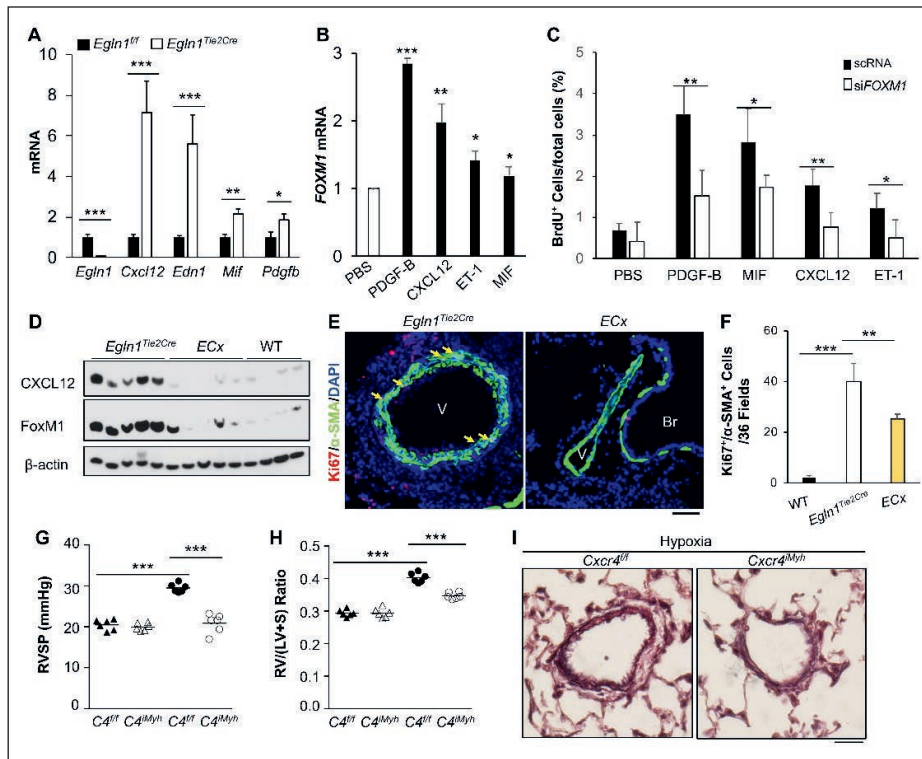 A
Egln1f/f
Egln1Tie2Cre
mRNA
10
8
6
4
2
0
***
***
***
**
*
Egln1
Cxcl12
Edn1
Mif
Pdgfb
B
FOXM1 mRNA
3
2
1
0
***
**
*
*
PBS
PDGF-B
CXCL12
ET-1
MIF
C
scRNA
siFOXM1
BrdU+ Cells/total cells (%)
5
4
3
2
1
0
**
*
**
*
PBS
PDGF-B
MIF
CXCL12
ET-1
D
Egln1Tie2Cre
ECx
WT
CXCL12
FoxM1
β-actin
E
Egln1Tie2Cre
ECx
Ki67/α-SMA/DAPI
V
V
Br
F
Ki67+/α-SMA+ Cells
/36 Fields
60
40
20
0
***
**
WT
Egln1Tie2Cre
ECx
G
RVSP (mmHg)
40
30
20
10
0
***
***
C4f/f
C4iMyh
C4f/f
C4iMyh
H
RV/(LV+S) Ratio
0.5
0.4
0.3
0.2
0.1
0.0
***
***
C4f/f
C4iMyh
C4f/f
C4iMyh
I
Hypoxia
Cxcr4f/f
Cxcr4iMyh